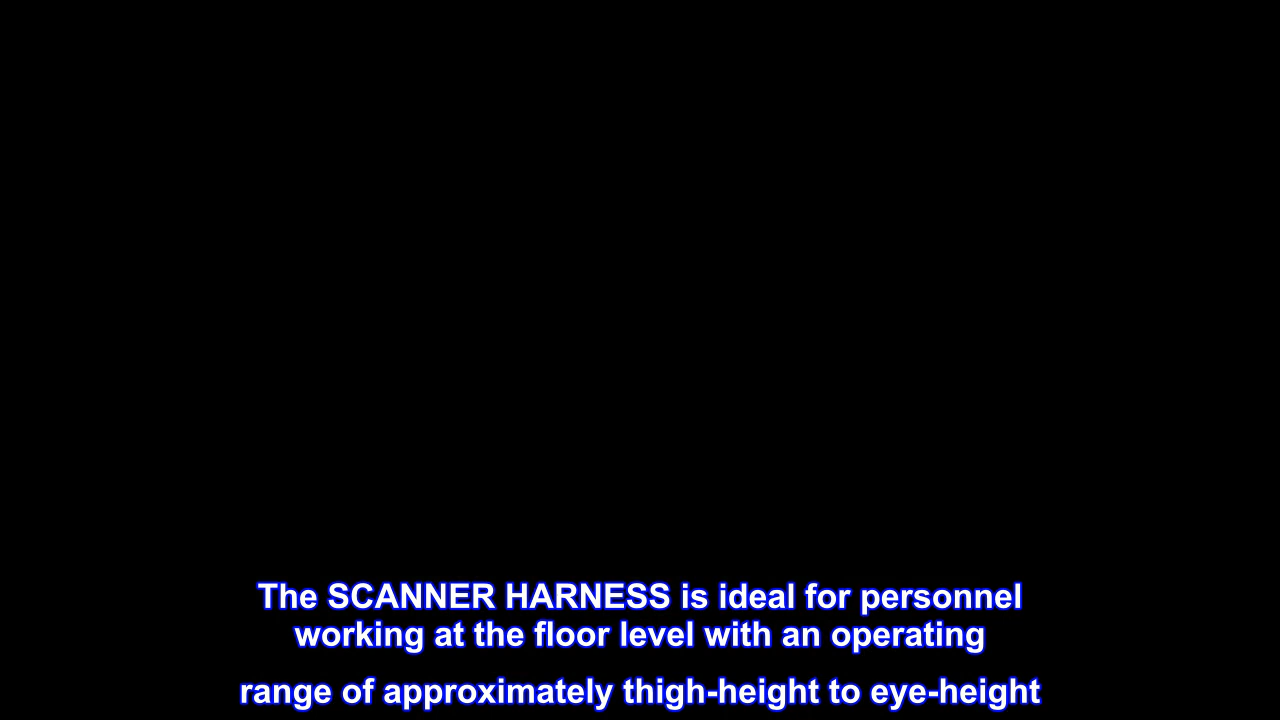 The SCANNER HARNESS is ideal for personnel
working at the floor level with an operating
range of approximately thigh-height to eye-height